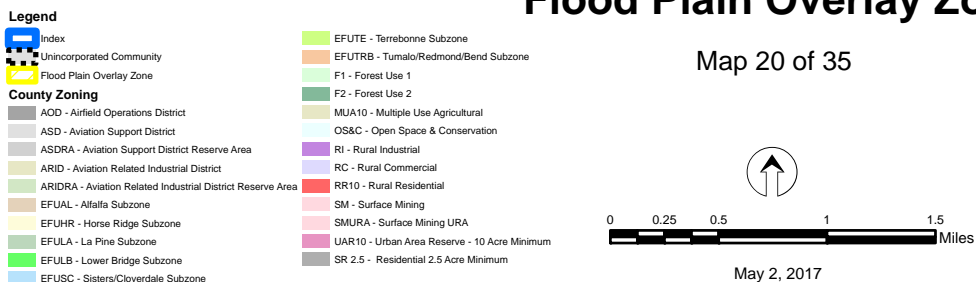 Flood Plain Overlay Zo
Legend
Index
Unincorporated Community
Flood Plain Overlay Zone
County Zoning
AOD - Airfield Operations District
ASD - Aviation Support District
ASDRA - Aviation Support District Reserve Area
ARID - Aviation Related Industrial District
ARIDRA - Aviation Related Industrial District Reserve Area
EFUAL - Alfalfa Subzone
EFUHR - Horse Ridge Subzone
EFULA - La Pine Subzone
EFULB - Lower Bridge Subzone
EFUSC - Sisters/Cloverdale Subzone
EFUTE - Terrebonne Subzone
EFUTRB - Tumalo/Redmond/Bend Subzone
F1 - Forest Use 1
F2 - Forest Use 2
MUA10 - Multiple Use Agricultural
OS&C - Open Space & Conservation
RI - Rural Industrial
RC - Rural Commercial
RR10 - Rural Residential
SM - Surface Mining
SMURA - Surface Mining URA
UAR10 - Urban Area Reserve - 10 Acre Minimum
SR 2.5 - Residential 2.5 Acre Minimum
Map 20 of 35
0 0.25 0.5 1 1.5
Miles
May 2, 2017